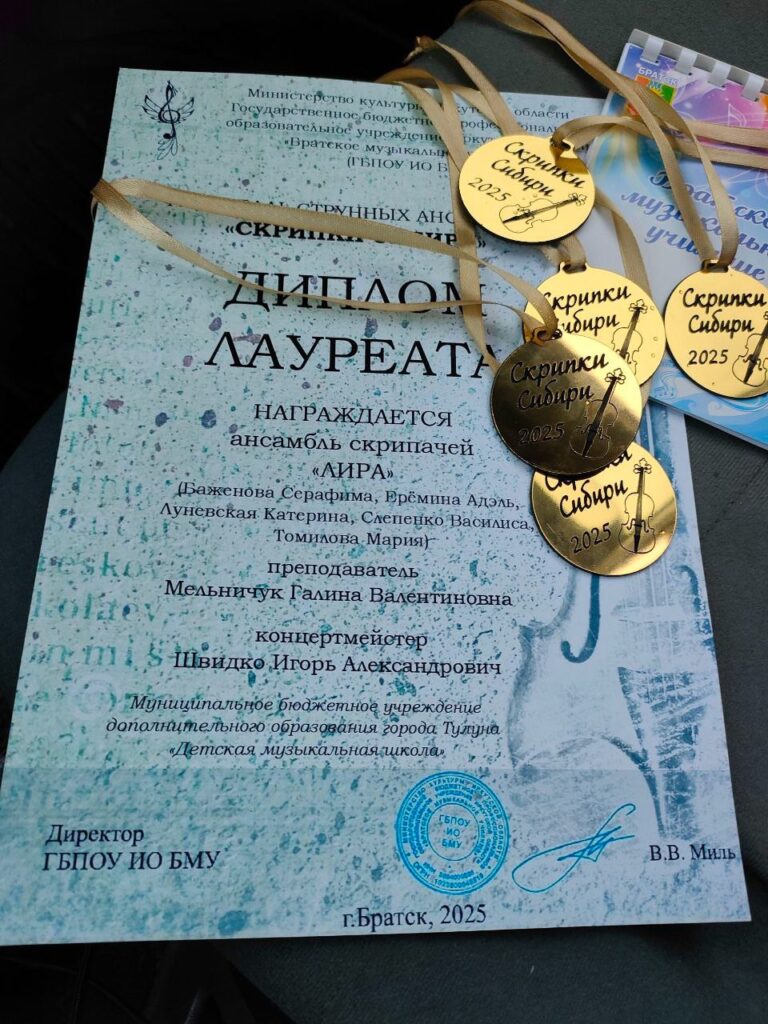 Министерство культуры области
Государственное бюджетное
образовательное учреждение
«Братское
(ГБПОУ ИО
СТРУННЫХ
«СКРИПКИ
ДИПЛОМ
ЛАУРЕАТА
НАГРАЖДАЕТСЯ
ансамбль скрипачей
«ЛИРА»
(Баженова Серафима, Ерёмина Адэль,
Луневская Катерина, Слепенко Василиса,
Томилова Мария)
преподаватель
Мельничук Галина Валентиновна
концертмейстер
Швидко Игорь Александрович
Муниципальное бюджетное учреждение
дополнительного образования города Тулуна
«Детская музыкальная школа»
Директор
ГБПОУ ИО БМУ
В.В. Миль
г.Братск, 2025
ГБПОУ
ИО
БМУ
Скрипки
Сибири
2025
Скрипки
Сибири
Скрипки
Сибири
2025
Сибири
2025
Скрипки
Сибири
2025
БРАТСК
училище